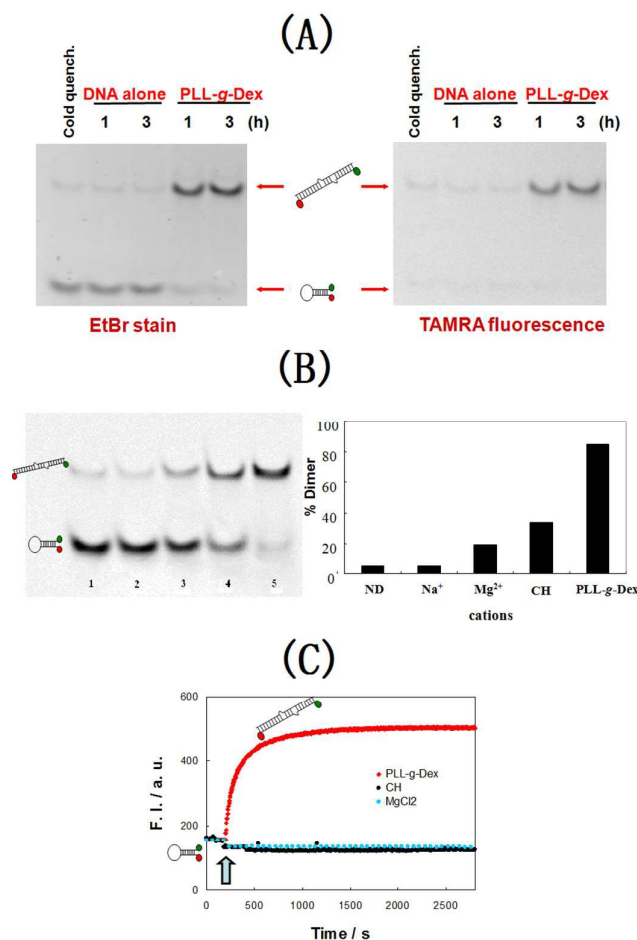 (A)
Cold quench.
DNA alone PLL-g-Dex
1 3 1 3 (h)
EtBr stain
Cold quench.
DNA alone PLL-g-Dex
1 3 1 3 (h)
TAMRA fluorescence
(B)
1 2 3 4 5
% Dimer
100
80
60
40
20
0
ND Na⁺ Mg²⁺ CH PLL-g-Dex
cations
(C)
F. I. / a. u.
600
400
200
0
PLL-g-Dex
CH
MgCl2
0 500 1000 1500 2000 2500
Time / s